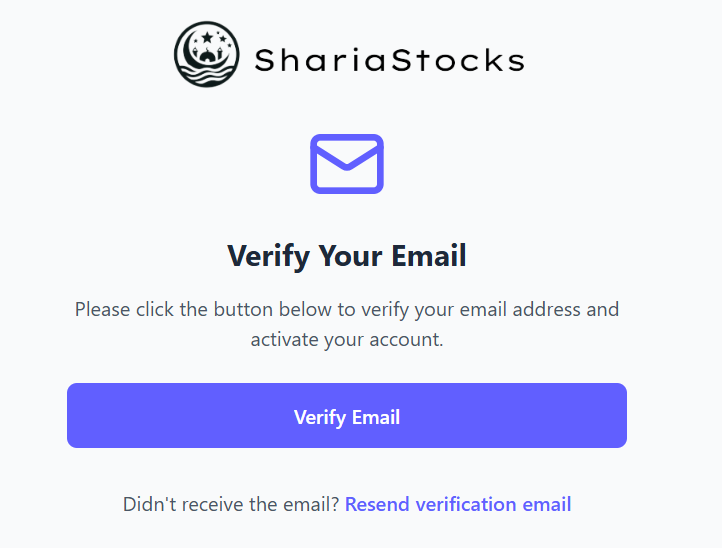 ShariaStocks
Verify Your Email
Please click the button below to verify your email address and
activate your account.
Verify Email
Didn't receive the email? Resend verification email